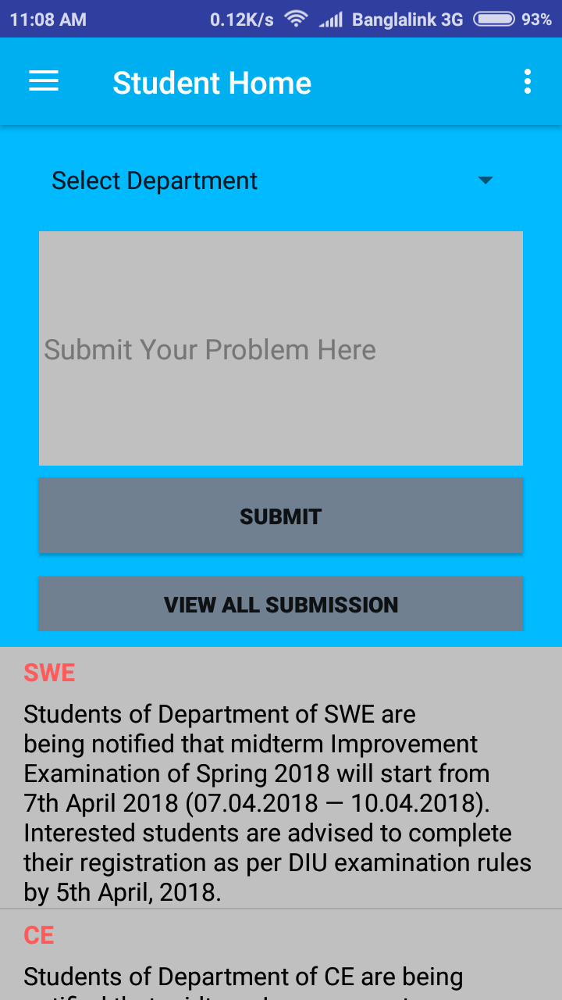 11:08 AM 0.12K/s Banglalink 3G 93%
Student Home
Select Department
Submit Your Problem Here
SUBMIT
VIEW ALL SUBMISSION
SWE
Students of Department of SWE are
being notified that midterm Improvement
Examination of Spring 2018 will start from
7th April 2018 (07.04.2018 — 10.04.2018).
Interested students are advised to complete
their registration as per DIU examination rules
by 5th April, 2018.
CE
Students of Department of CE are being